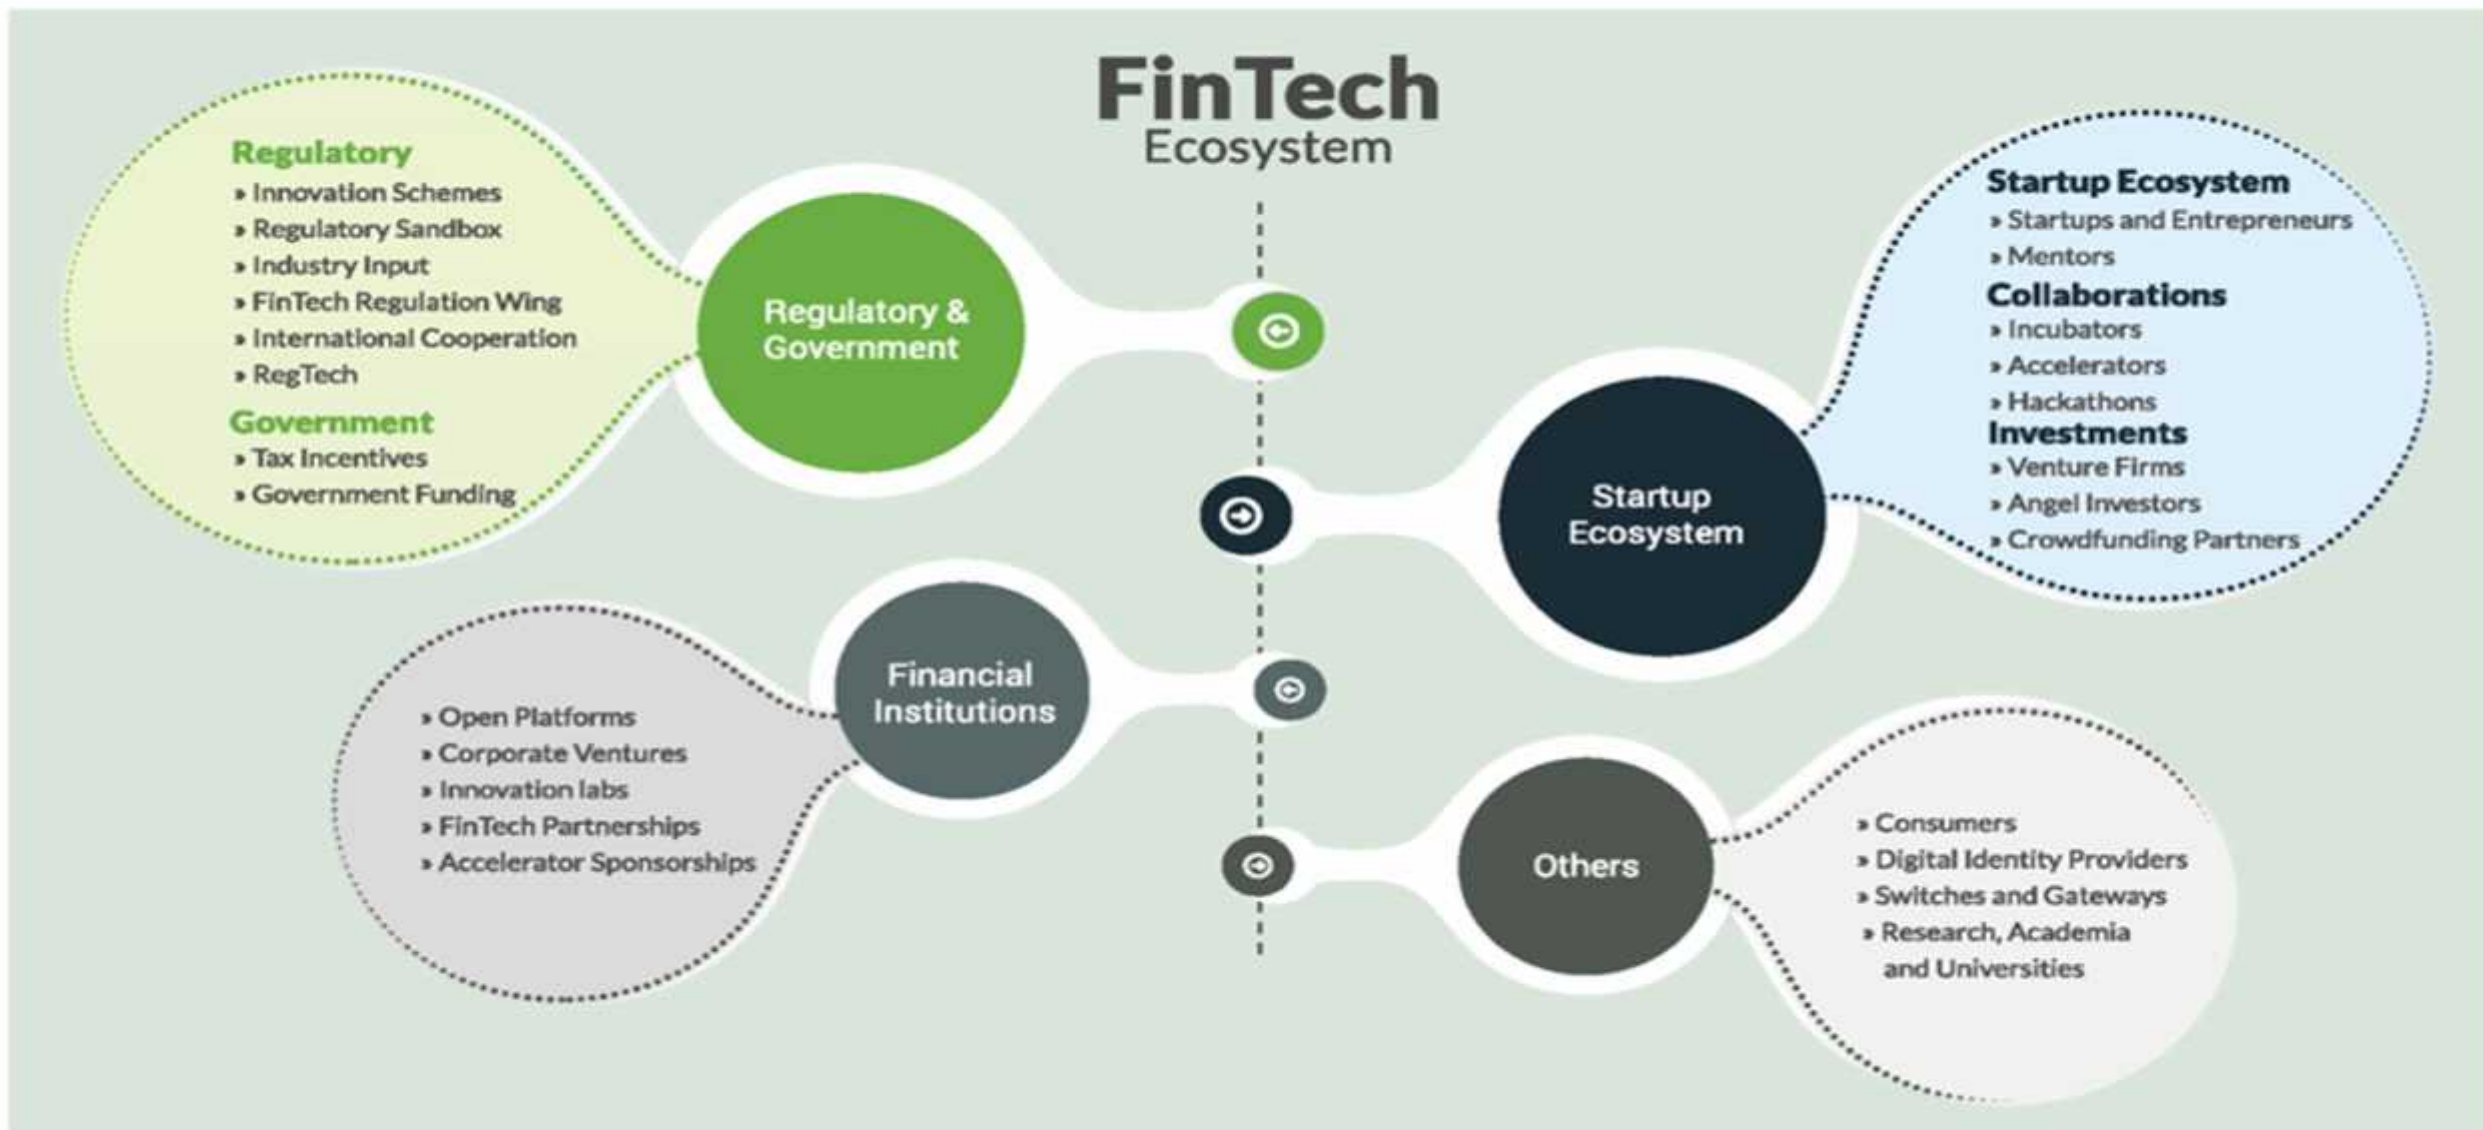 FinTech
Ecosystem
Regulatory
» Innovation Schemes
» Regulatory Sandbox
» Industry Input
» FinTech Regulation Wing
» International Cooperation
» RegTech
Government
» Tax Incentives
» Government Funding
Regulatory &
Government
Startup Ecosystem
» Startups and Entrepreneurs
» Mentors
Collaborations
» Incubators
» Accelerators
» Hackathons
Investments
» Venture Firms
» Angel Investors
» Crowdfunding Partners
Startup
Ecosystem
Financial
Institutions
» Open Platforms
» Corporate Ventures
» Innovation labs
» FinTech Partnerships
» Accelerator Sponsorships
Others
» Consumers
» Digital Identity Providers
» Switches and Gateways
» Research, Academia
and Universities